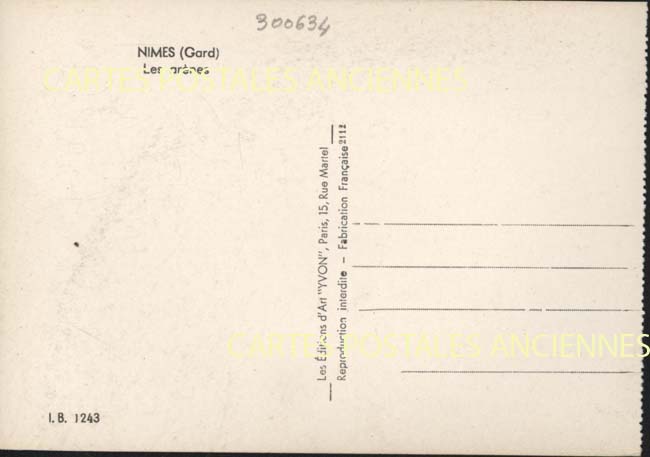 300634
NIMES (Gard)
Les arènes
CARTES POSTALES ANCIENNES
Les Éditions d'Art "YVON", Paris, 15, Rue Martel
Reproduction interdite — Fabrication Française 2112
CARTES POSTALES ANCIENNES
I. B. 1243